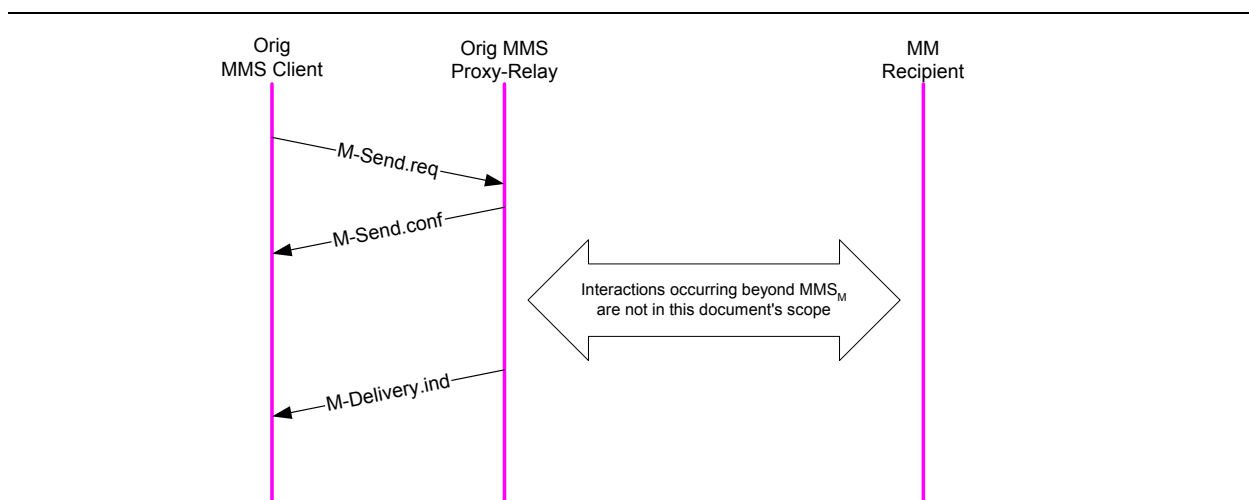 Orig
MMS Client
Orig MMS
Proxy-Relay
MM
Recipient
M-Send.req
M-Send.conf
Interactions occurring beyond MMSM
are not in this document's scope
M-Delivery.ind